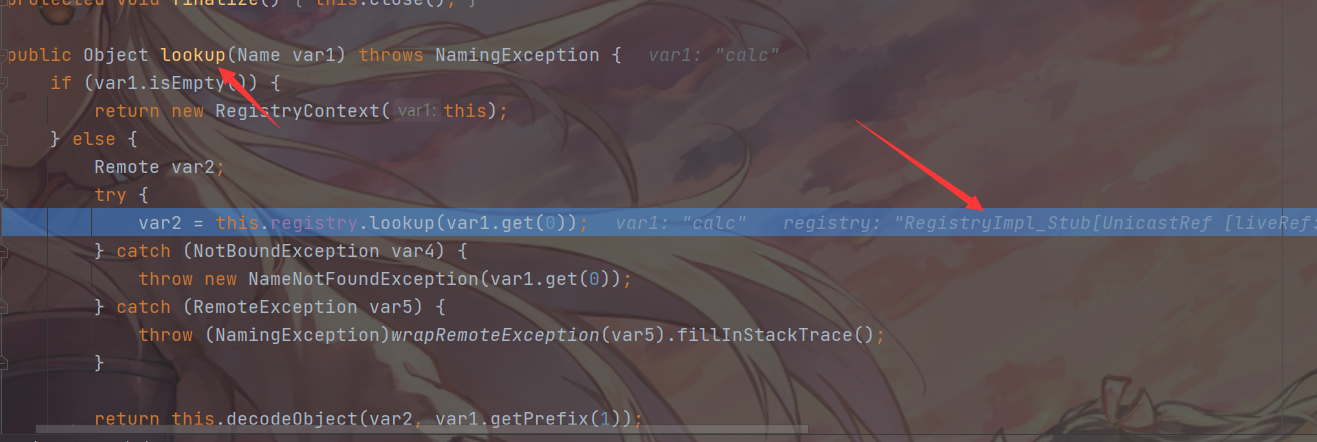 protected void finalize() { this.close(); }
public Object lookup(Name var1) throws NamingException {   var1: "calc"
if (var1.isEmpty()) {
return new RegistryContext( var1: this);
} else {
Remote var2;
try {
var2 = this.registry.lookup(var1.get(0));   var1: "calc"   registry: "RegistryImpl_Stub[UnicastRef [liveRef:
} catch (NotBoundException var4) {
throw new NameNotFoundException(var1.get(0));
} catch (RemoteException var5) {
throw (NamingException)wrapRemoteException(var5).fillInStackTrace();
}
return this.decodeObject(var2, var1.getPrefix(1));